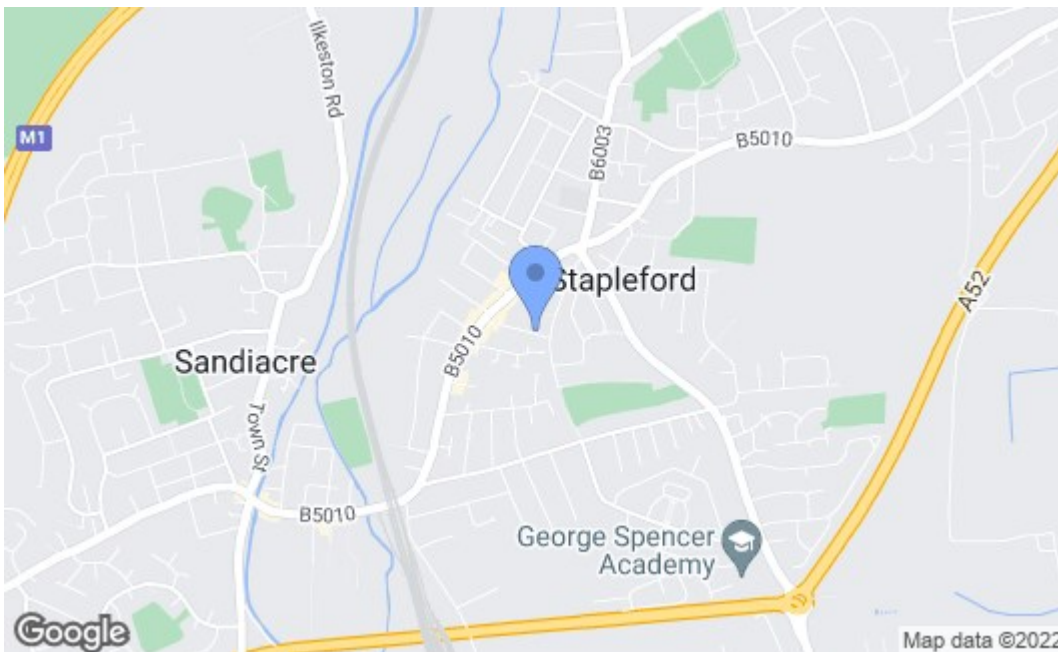 Ilkeston Rd
M1
B6003
B5010
Stapleford
A52
B5010
Sandiacre
Town St
B5010
George Spencer
Academy
Google
Map data ©2022